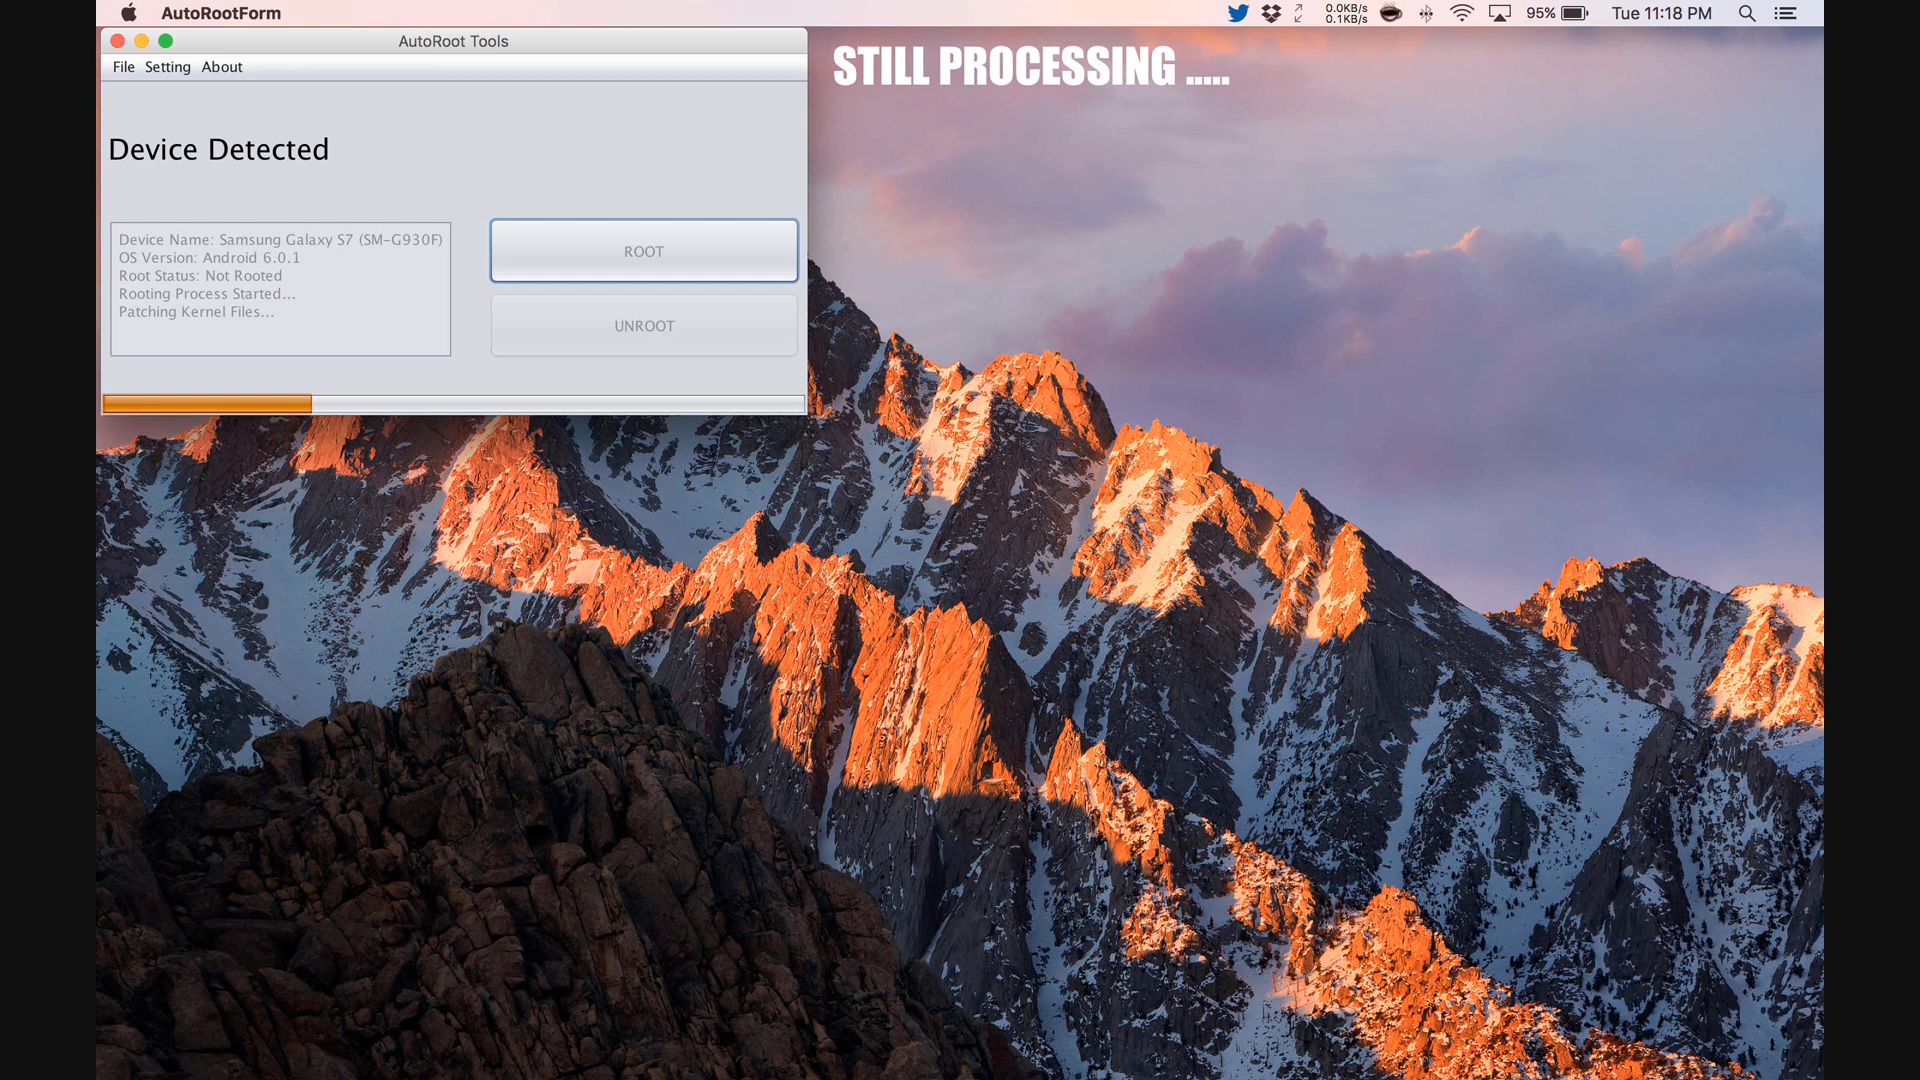 AutoRootForm
0.0KB/s
0.1KB/s
95%
Tue 11:18 PM
AutoRoot Tools
File Setting About
STILL PROCESSING .....
Device Detected
Device Name: Samsung Galaxy S7 (SM-G930F)
OS Version: Android 6.0.1
Root Status: Not Rooted
Rooting Process Started...
Patching Kernel Files...
ROOT
UNROOT